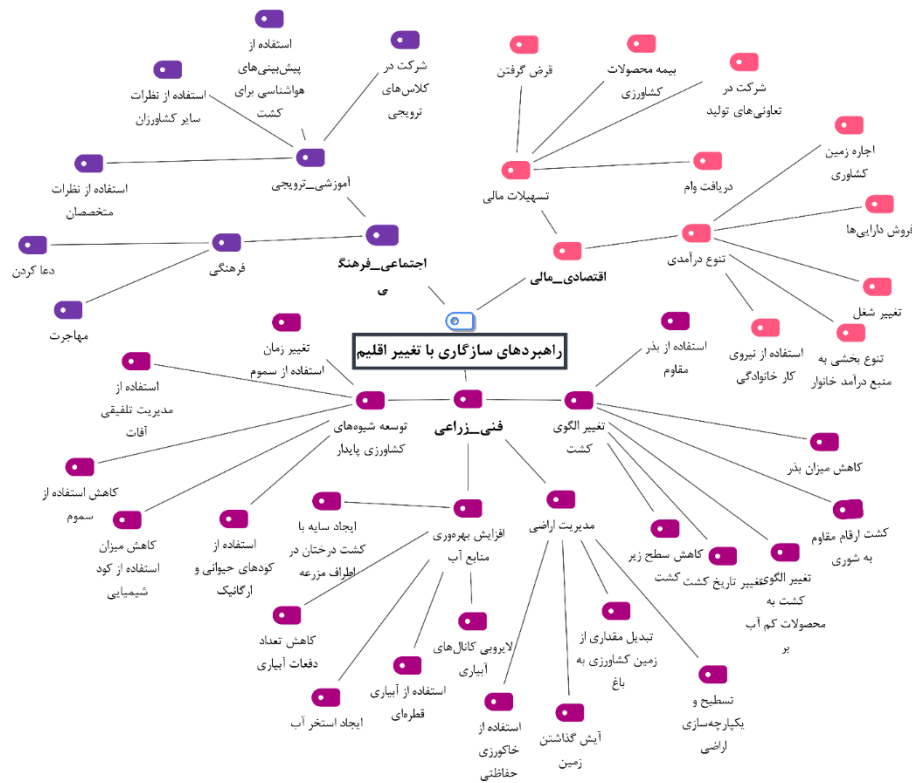 استفاده از
پیش‌بینی‌های
هواشناسی برای
کشت
شرکت در
کلاس‌های
ترویجی
استفاده از نظرات
سایر کشاورزان
استفاده از نظرات
متخصصان
آموزشی_ترویجی
قرض گرفتن
بیمه محصولات
کشاورزی
شرکت در
تعاونی‌های تولید
تسهیلات مالی
دریافت وام
اجاره زمین
کشاوری
فروش دارایی‌ها
تنوع درآمدی
تغییر شغل
تنوع بخشی به
منبع درآمد خانوار
استفاده از نیروی
کار خانوادگی
اقتصادی_مالی
اجتماعی_فرهنگ
ی
فرهنگی
دعا کردن
مهاجرت
راهبردهای سازگاری با تغییر اقلیم
تغییر زمان
استفاده از سموم
استفاده از
مدیریت تلفیقی
آفات
توسعه شیوه‌های
کشاورزی پایدار
فنی_زراعی
تغییر الگوی
کشت
استفاده از بذر
مقاوم
کاهش میزان بذر
کشت ارقام مقاوم
به شوری
تغییر الگوی
کشت به
محصولات کم آب
بر
تغییر تاریخ کشت
کاهش سطح زیر
کشت
کاهش استفاده از
سموم
کاهش میزان
استفاده از کود
شیمیایی
استفاده از
کودهای حیوانی و
ارگانیک
افزایش بهره‌وری
منابع آب
ایجاد سایه با
کشت درختان در
اطراف مزرعه
کاهش تعداد
دفعات آبیاری
ایجاد استخر آب
استفاده از آبیاری
قطره‌ای
لایروبی کانال‌های
آبیاری
مدیریت اراضی
استفاده از
خاکورزی
حفاظتی
آیش گذاشتن
زمین
تبدیل مقداری از
زمین کشاورزی به
باغ
تسطیح و
یکپارچه‌سازی
اراضی